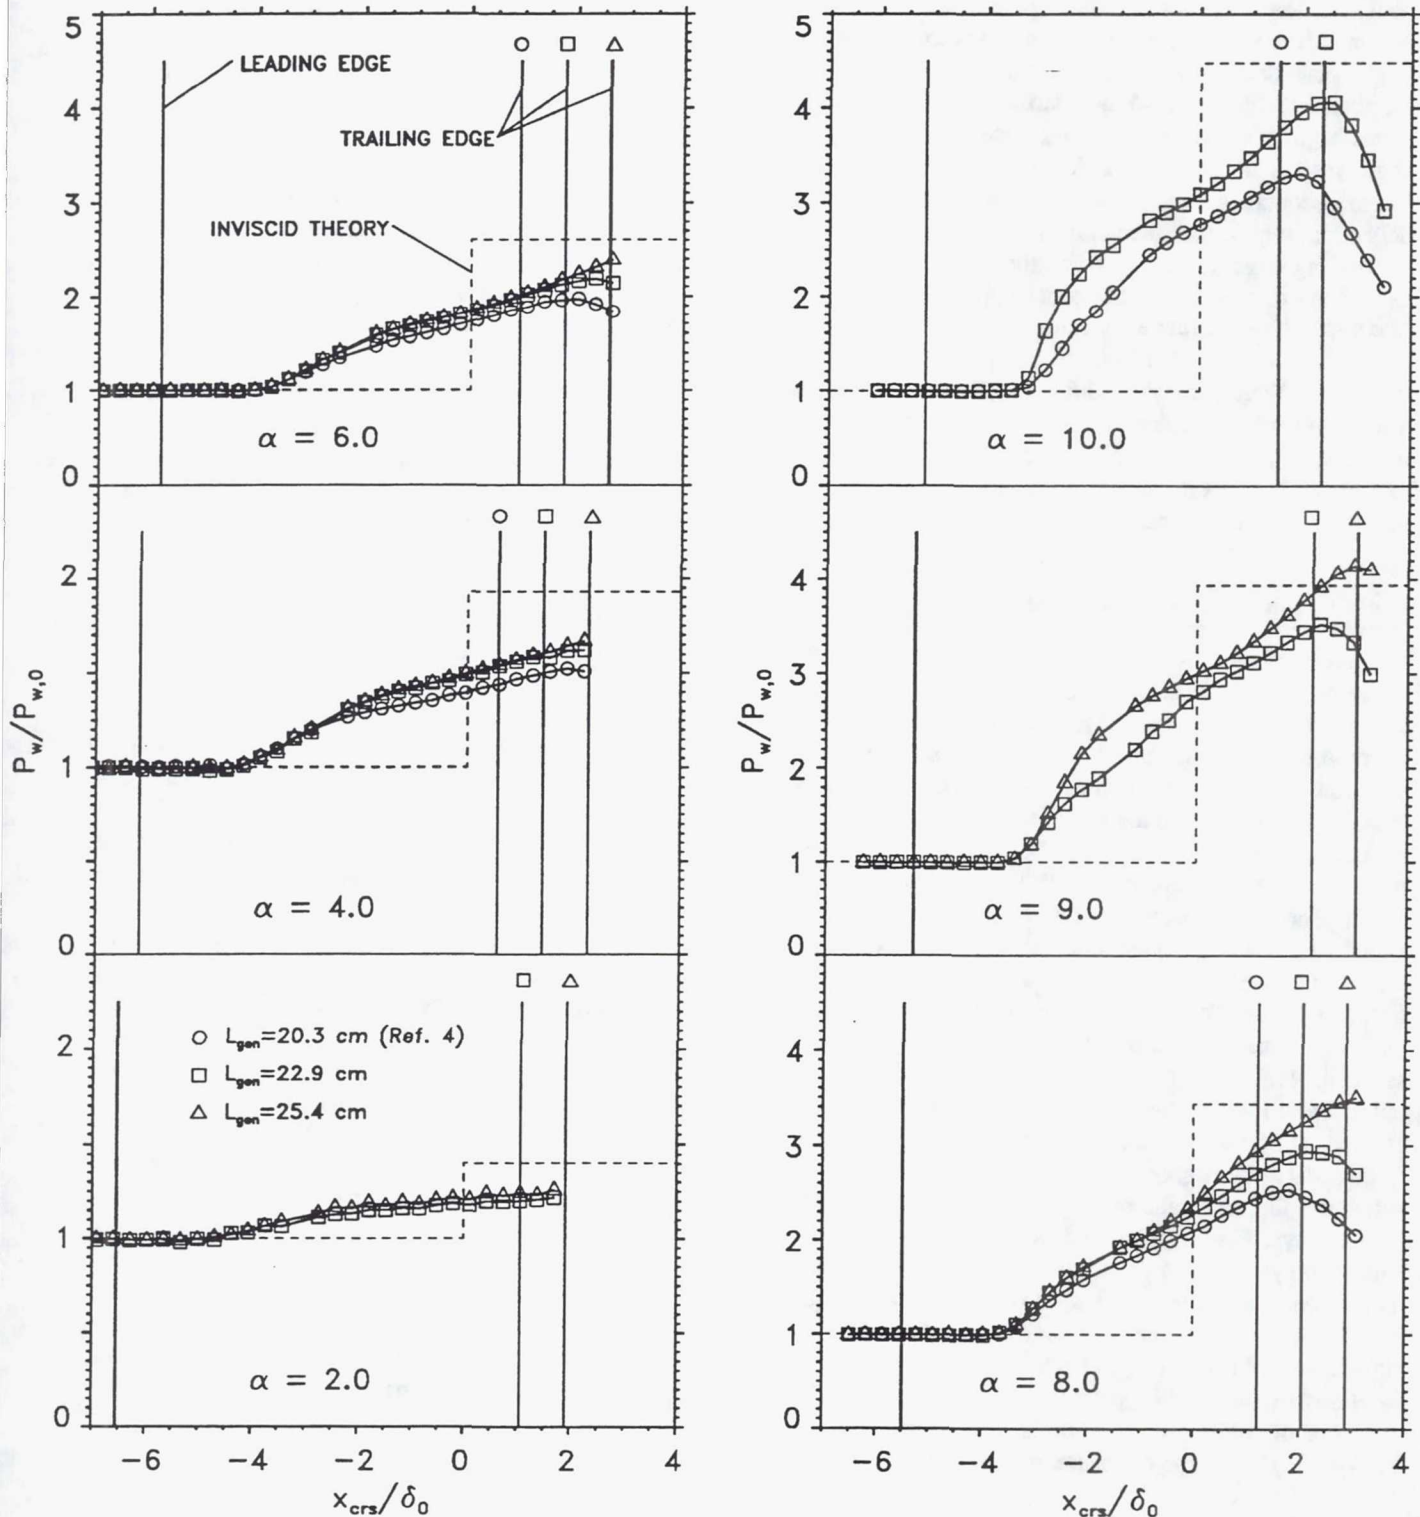 5
4
3
2
1
0
LEADING EDGE
TRAILING EDGE
INVISCID THEORY
α = 6.0
5
4
3
2
1
0
α = 10.0
2
1
0
α = 4.0
P_w/P_w,0
4
3
2
1
0
α = 9.0
P_w/P_w,0
2
1
0
L_gen=20.3 cm (Ref. 4)
L_gen=22.9 cm
L_gen=25.4 cm
α = 2.0
4
3
2
1
0
α = 8.0
−6 −4 −2 0 2 4
x_crs/δ_0
−6 −4 −2 0 2 4
x_crs/δ_0